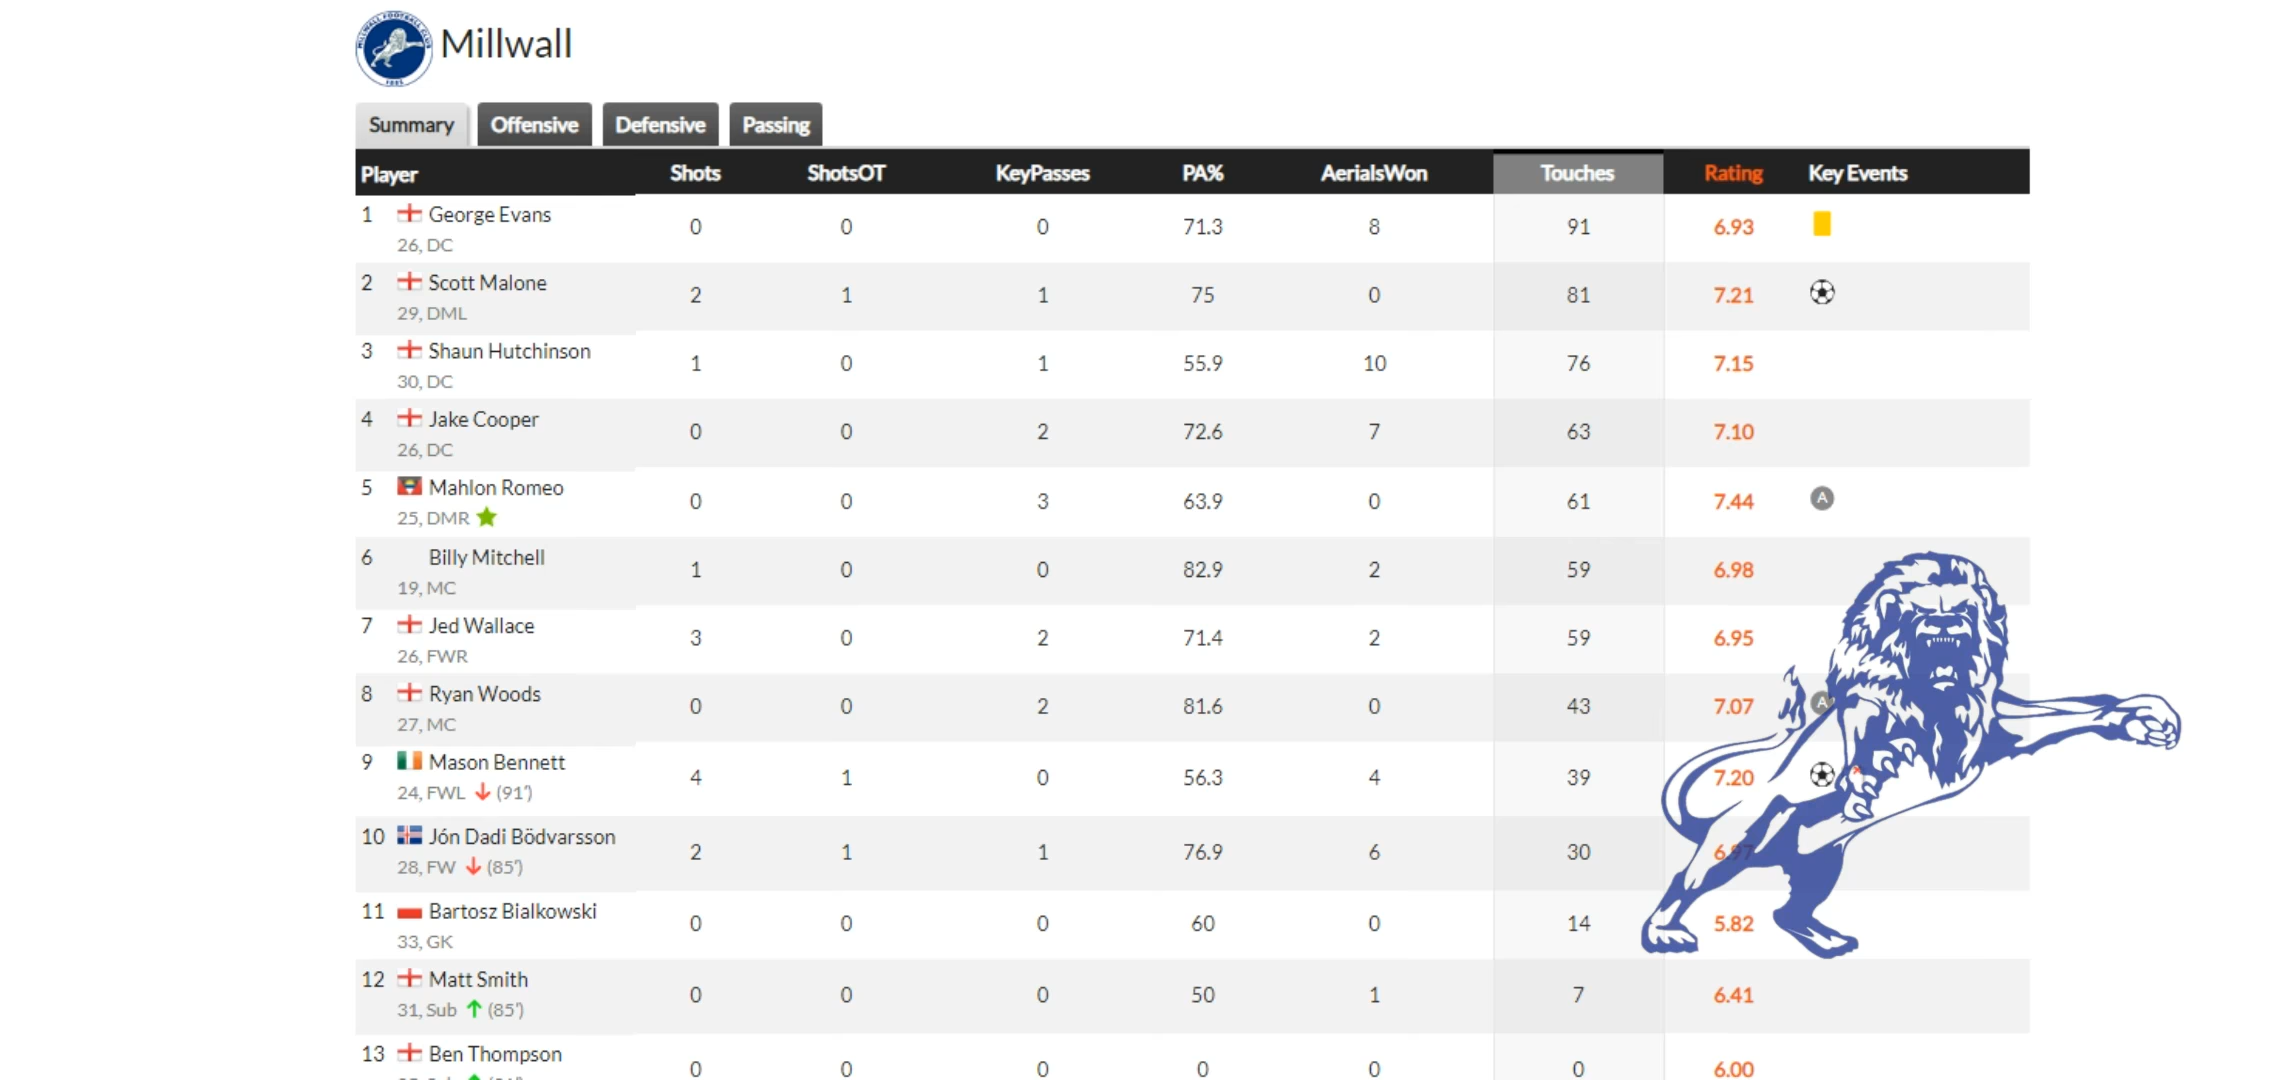 MILLWALL FOOTBALL CLUB
1885
Millwall
Summary Offensive Defensive Passing
Player Shots ShotsOT KeyPasses PA% AerialsWon Touches Rating Key Events
1 George Evans 0 0 0 71.3 8 91 6.93
26, DC
2 Scott Malone 2 1 1 75 0 81 7.21
29, DML
3 Shaun Hutchinson 1 0 1 55.9 10 76 7.15
30, DC
4 Jake Cooper 0 0 2 72.6 7 63 7.10
26, DC
5 Mahlon Romeo 0 0 3 63.9 0 61 7.44 A
25, DMR
6 Billy Mitchell 1 0 0 82.9 2 59 6.98
19, MC
7 Jed Wallace 3 0 2 71.4 2 59 6.95
26, FWR
8 Ryan Woods 0 0 2 81.6 0 43 7.07 A
27, MC
9 Mason Bennett 4 1 0 56.3 4 39 7.20
24, FWL (91')
10 Jón Dadi Bödvarsson 2 1 1 76.9 6 30 6.97
28, FW (85')
11 Bartosz Bialkowski 0 0 0 60 0 14 5.82
33, GK
12 Matt Smith 0 0 0 50 1 7 6.41
31, Sub (85')
13 Ben Thompson 0 0 0 0 0 0 6.00